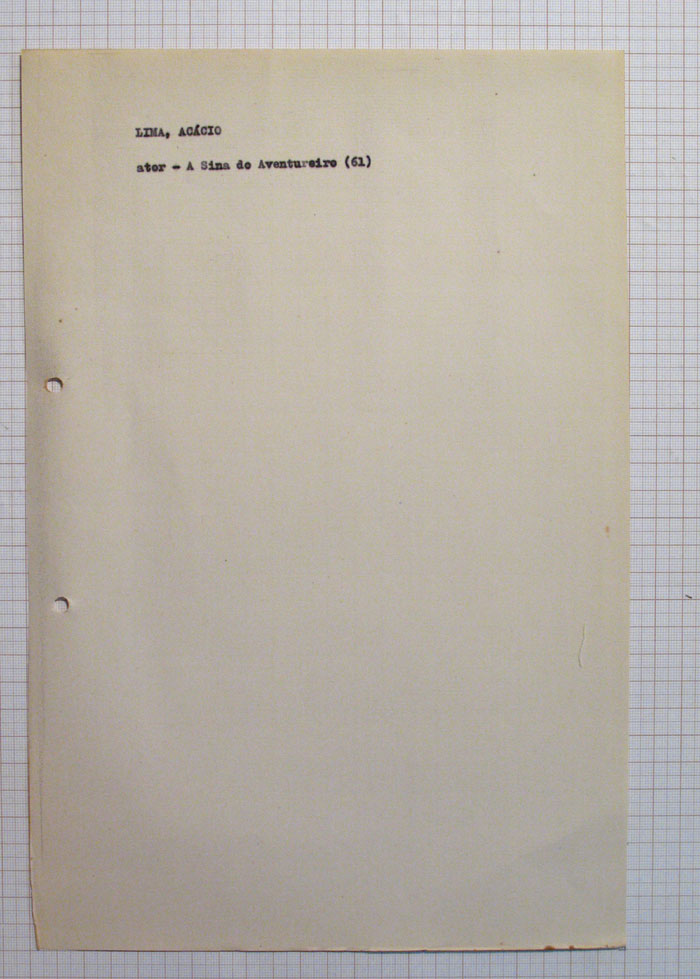 LIMA, ACÁCIO
ator - A Sina do Aventureiro (61)